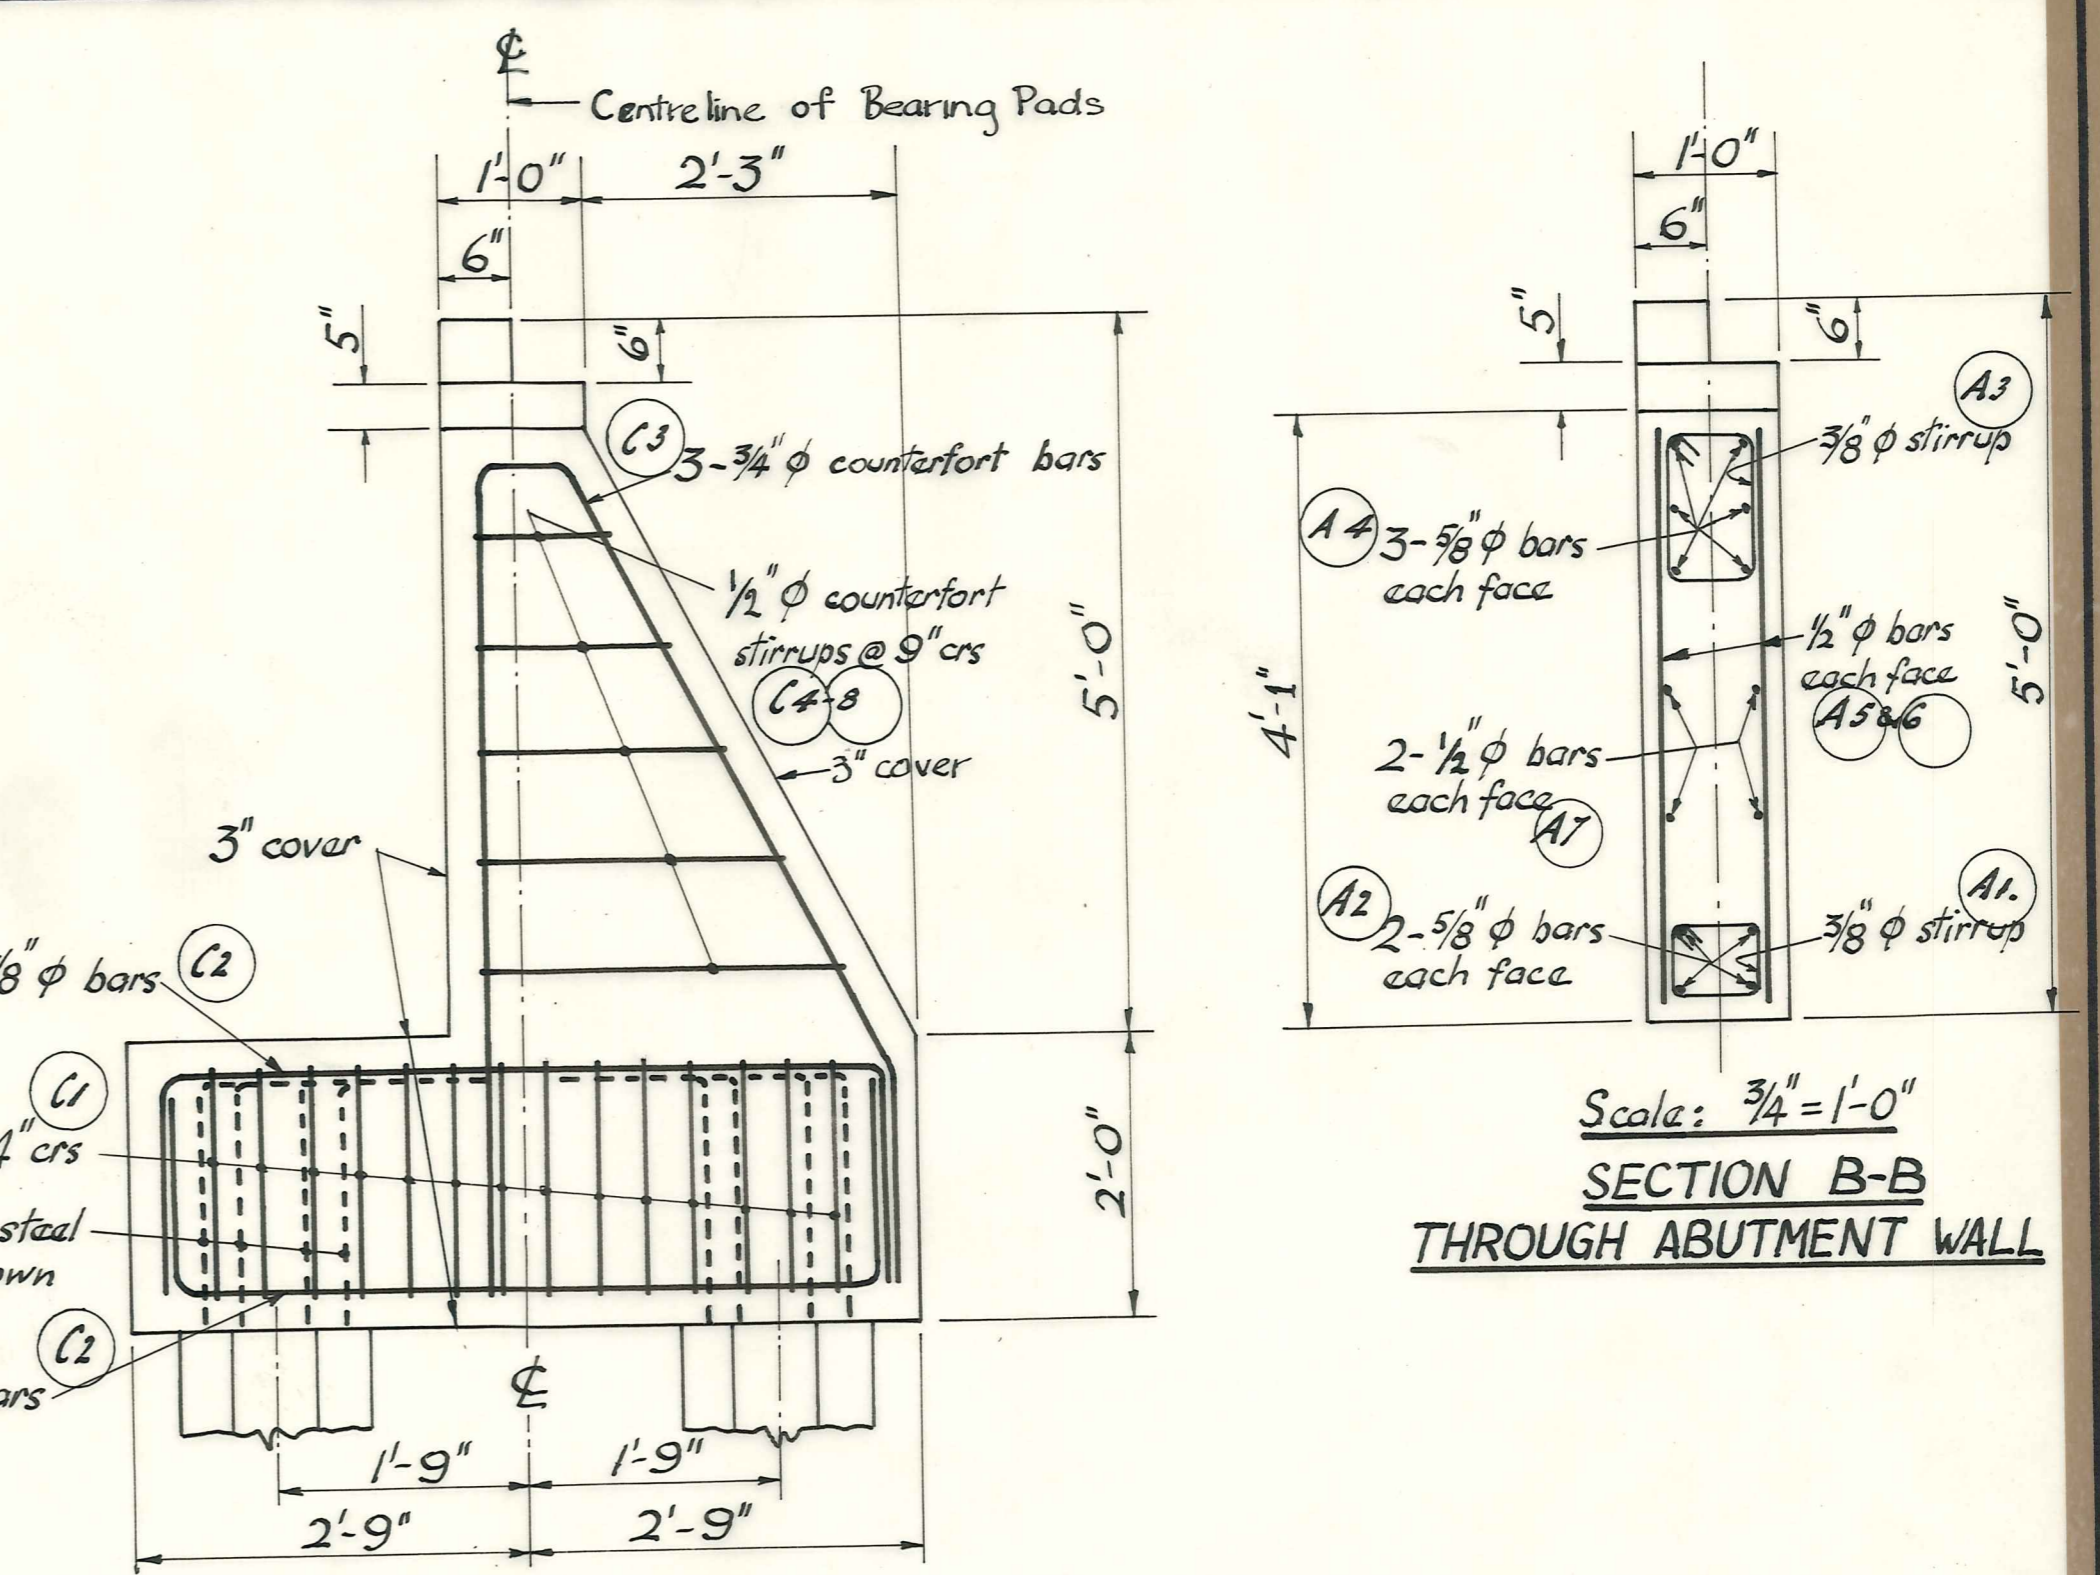 ℄
Centreline of Bearing Pads
1'-0"
2'-3"
6"
5"
6"
C3
3-3/4" φ counterfort bars
1/2" φ counterfort
stirrups @ 9" crs
C4-8
3" cover
5'-0"
3" cover
/8" φ bars
C2
C1
4" crs
steel
own
C2
ars
2'-0"
℄
1'-9"
1'-9"
2'-9"
2'-9"
1'-0"
6"
5"
6"
A3
3/8" φ stirrup
A4
3-5/8" φ bars
each face
1/2" φ bars
each face
A5&6
5'-0"
4'-1"
2-1/2" φ bars
each face
A7
A2
2-5/8" φ bars
each face
A1.
3/8" φ stirrup
Scale: 3/4" = 1'-0"
SECTION B-B
THROUGH ABUTMENT WALL